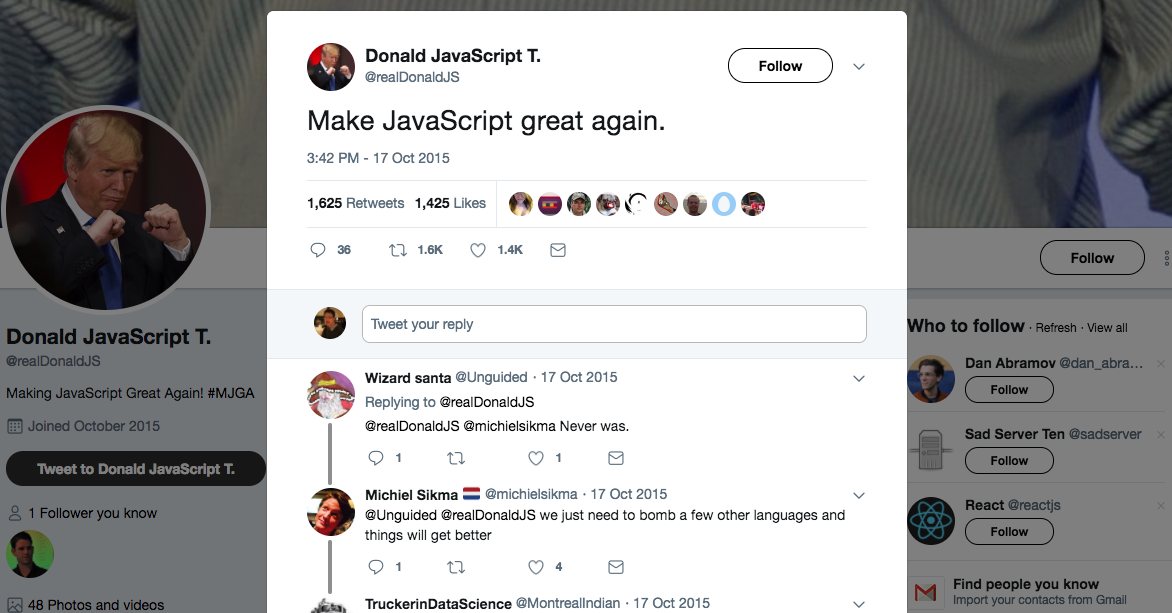 Donald JavaScript T.
@realDonaldJS
Follow
Make JavaScript great again.
3:42 PM - 17 Oct 2015
1,625 Retweets 1,425 Likes
36 1.6K 1.4K
Tweet your reply
Wizard santa @Unguided · 17 Oct 2015
Replying to @realDonaldJS
@realDonaldJS @michielsikma Never was.
1 1
Michiel Sikma 🇳🇱 @michielsikma · 17 Oct 2015
@Unguided @realDonaldJS we just need to bomb a few other languages and
things will get better
1 4
TruckerinDataScience @MontrealIndian · 17 Oct 2015
Donald JavaScript T.
@realDonaldJS
Making JavaScript Great Again! #MJGA
Joined October 2015
Tweet to Donald JavaScript T.
1 Follower you know
48 Photos and videos
Follow
Who to follow · Refresh · View all
Dan Abramov @dan_abra...
Follow
Sad Server Ten @sadserver
Follow
React @reactjs
Follow
Find people you know
Import your contacts from Gmail